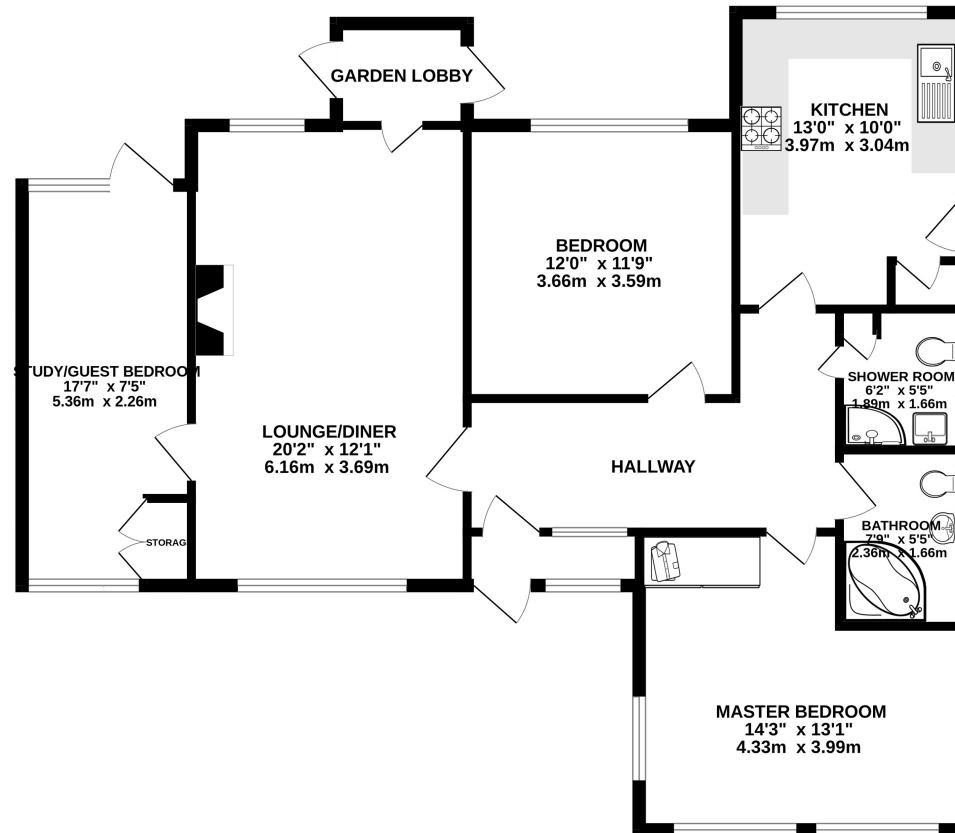 GARDEN LOBBY
KITCHEN
13'0" x 10'0"
3.97m x 3.04m
BEDROOM
12'0" x 11'9"
3.66m x 3.59m
STUDY/GUEST BEDROOM
17'7" x 7'5"
5.36m x 2.26m
SHOWER ROOM
6'2" x 5'5"
1.89m x 1.66m
LOUNGE/DINER
20'2" x 12'1"
6.16m x 3.69m
HALLWAY
STORAG
BATHROOM
7'9" x 5'5"
2.36m x 1.66m
MASTER BEDROOM
14'3" x 13'1"
4.33m x 3.99m